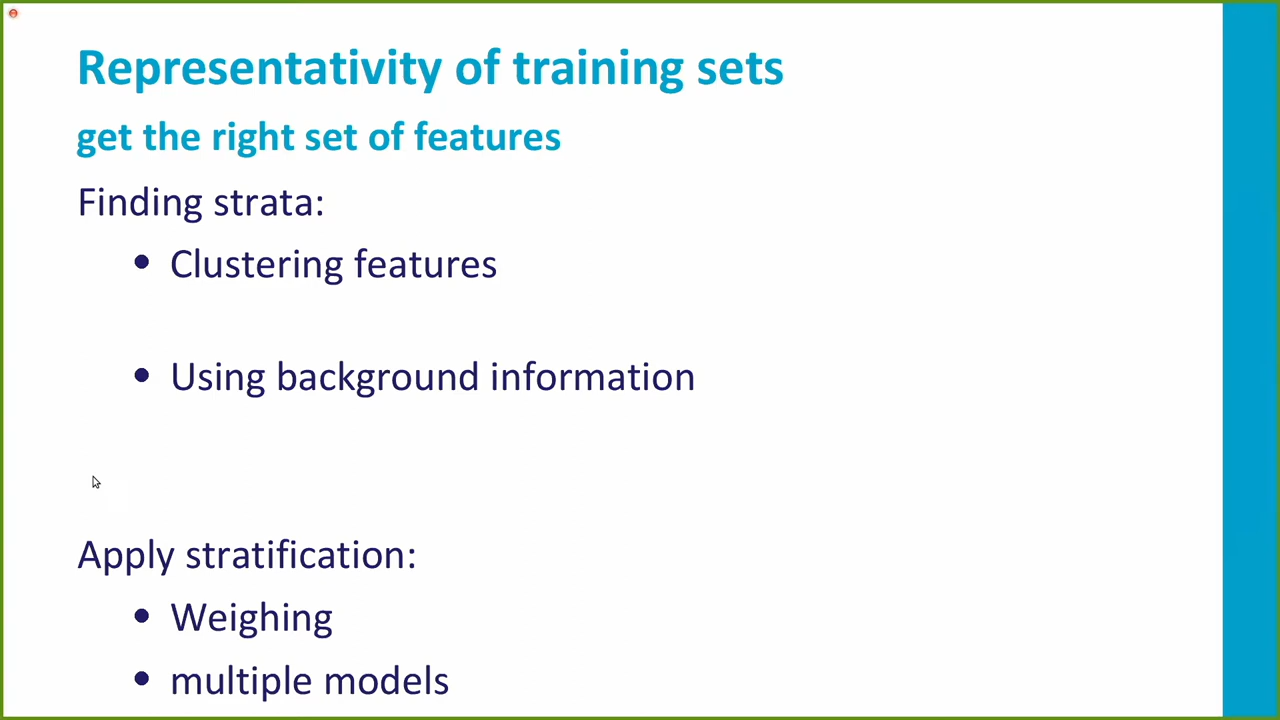 Representativity of training sets
get the right set of features
Finding strata:
• Clustering features
• Using background information
Apply stratification:
• Weighing
• multiple models